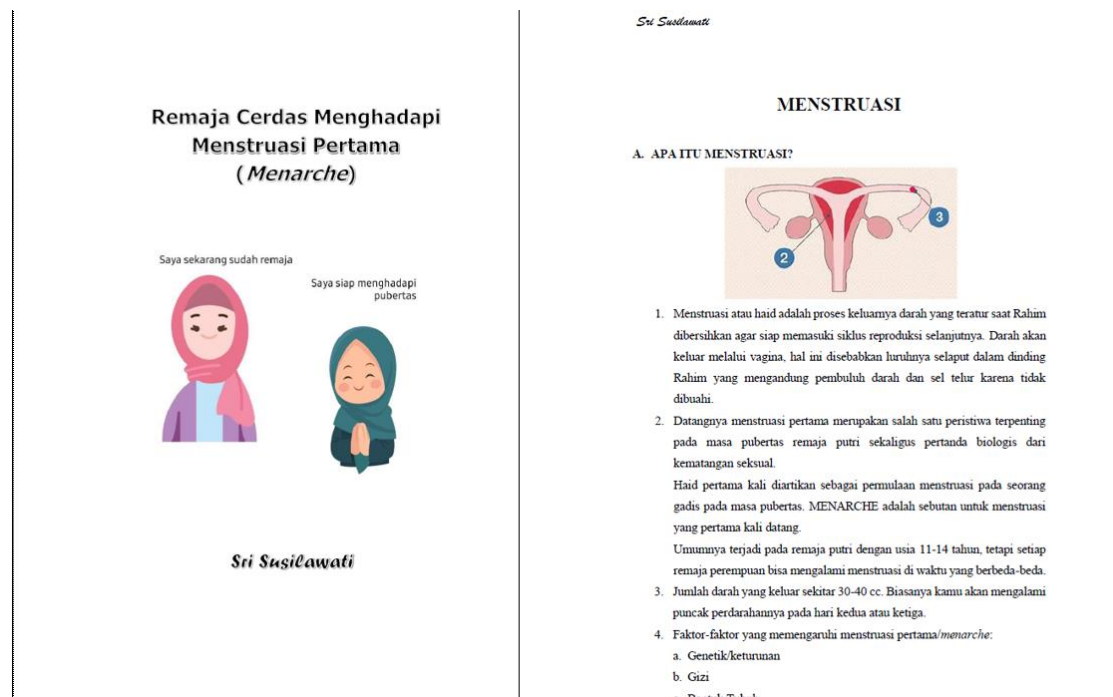 Remaja Cerdas Menghadapi
Menstruasi Pertama
(Menarche)
Saya sekarang sudah remaja
Saya siap menghadapi
pubertas
Sri Susilawati
Sri Susilawati
MENSTRUASI
A. APA ITU MENSTRUASI?
3
2
1. Menstruasi atau haid adalah proses keluarnya darah yang teratur saat Rahim
dibersihkan agar siap memasuki siklus reproduksi selanjutnya. Darah akan
keluar melalui vagina, hal ini disebabkan luruhnya selaput dalam dinding
Rahim yang mengandung pembuluh darah dan sel telur karena tidak
dibuahi.
2. Datangnya menstruasi pertama merupakan salah satu peristiwa terpenting
pada masa pubertas remaja putri sekaligus pertanda biologis dari
kematangan seksual.
Haid pertama kali diartikan sebagai permulaan menstruasi pada seorang
gadis pada masa pubertas. MENARCHE adalah sebutan untuk menstruasi
yang pertama kali datang.
Umumnya terjadi pada remaja putri dengan usia 11-14 tahun, tetapi setiap
remaja perempuan bisa mengalami menstruasi di waktu yang berbeda-beda.
3. Jumlah darah yang keluar sekitar 30-40 cc. Biasanya kamu akan mengalami
puncak perdarahannya pada hari kedua atau ketiga.
4. Faktor-faktor yang memengaruhi menstruasi pertama/menarche:
a. Genetik/keturunan
b. Gizi